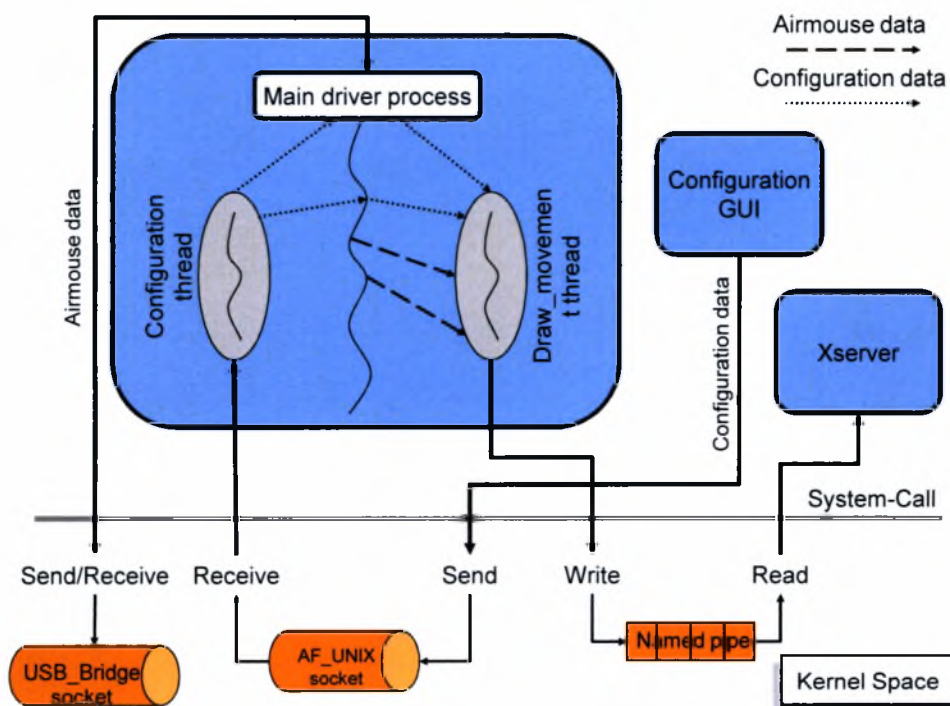 Airmouse data
Configuration data
Main driver process
Airmouse data
Configuration
thread
Draw_movemen
t thread
Configuration
GUI
Configuration data
Xserver
System-Call
Send/Receive
Receive
Send
Write
Read
USB_Bridge
socket
AF_UNIX
socket
Named pipe
Kernel Space